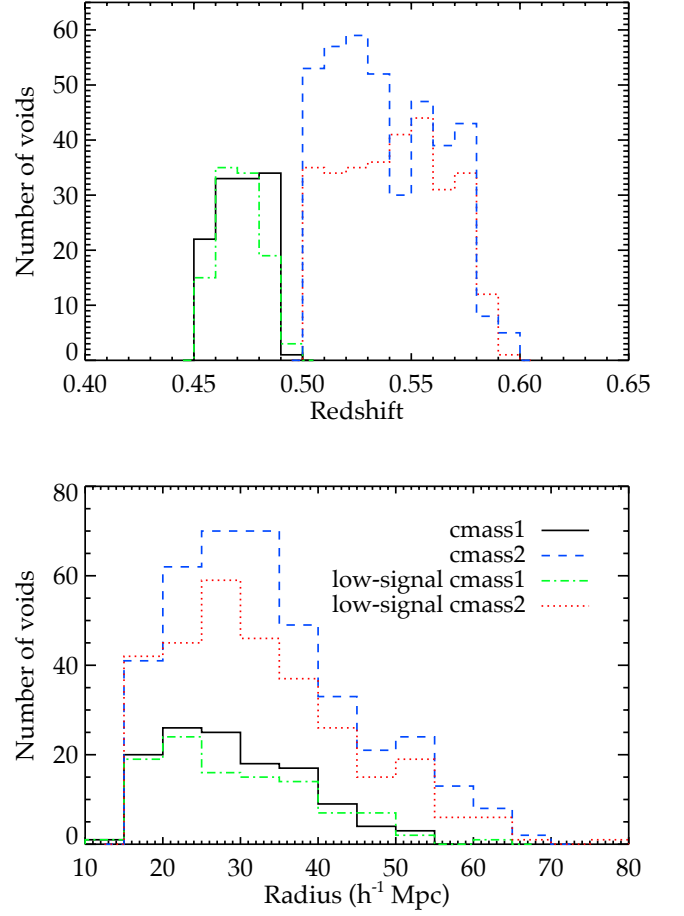 60
50
40
30
20
10
0
Number of voids
0.40 0.45 0.50 0.55 0.60 0.65
Redshift
80
60
40
20
0
Number of voids
cmass1
cmass2
low-signal cmass1
low-signal cmass2
10 20 30 40 50 60 70 80
Radius (h⁻¹ Mpc)